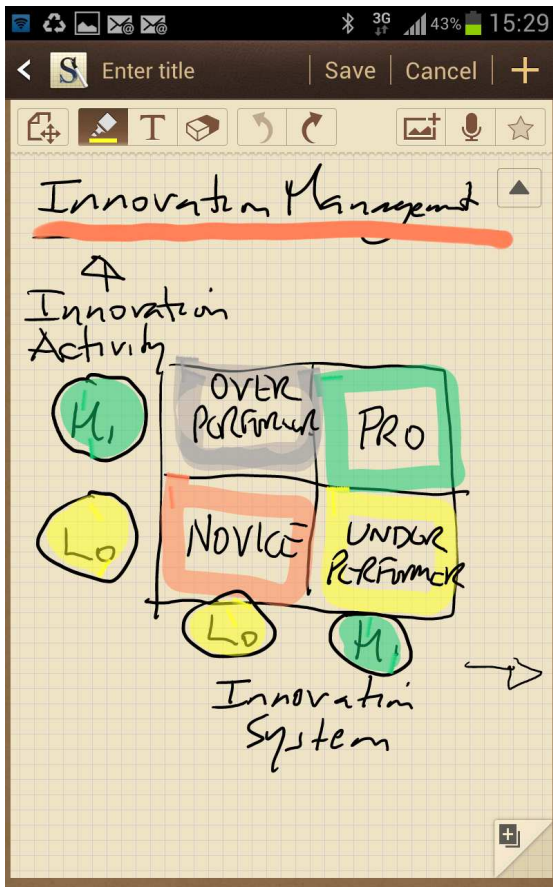 3G 43% 15:29
S Enter title Save Cancel +
T
Innovation Management
Innovation
Activity
Hi
OVER
PERFORMER
PRO
Lo
NOVICE
UNDER
PERFORMER
Lo
Hi
Innovation
System